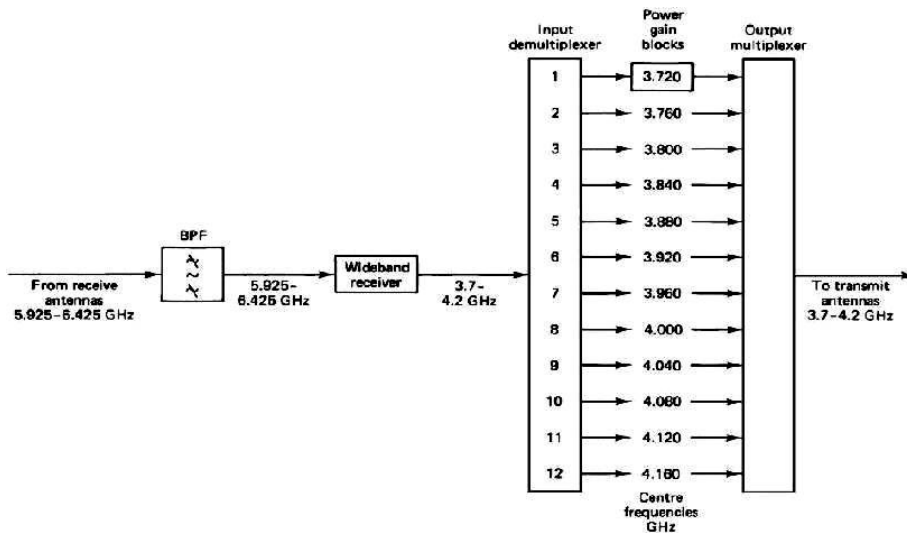 Input
demultiplexer
Power
gain
blocks
Output
multiplexer
1
3.720
2
3.760
3
3.800
4
3.840
5
3.880
6
3.920
7
3.960
8
4.000
9
4.040
10
4.080
11
4.120
12
4.160
BPF
From receive
antennas
5.925–6.425 GHz
5.925–
6.425 GHz
Wideband
receiver
3.7–
4.2 GHz
To transmit
antennas
3.7–4.2 GHz
Centre
frequencies
GHz